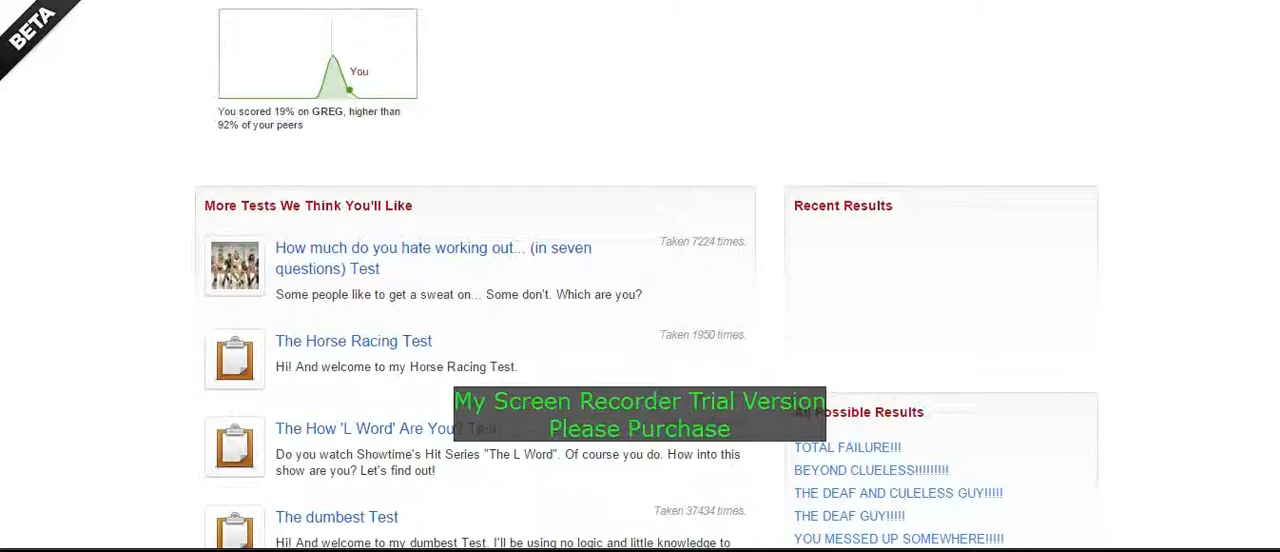 BETA
You
You scored 19% on GREG, higher than
92% of your peers
More Tests We Think You'll Like
How much do you hate working out... (in seven
questions) Test
Taken 7224 times.
Some people like to get a sweat on... Some don't. Which are you?
The Horse Racing Test
Taken 1950 times.
Hi! And welcome to my Horse Racing Test.
The How 'L Word' Are You? Test
Do you watch Showtime's Hit Series "The L Word". Of course you do. How into this
show are you? Let's find out!
The dumbest Test
Taken 37434 times.
Hi! And welcome to my dumbest Test. I'll be using no logic and little knowledge to
My Screen Recorder Trial Version
Please Purchase
Recent Results
All Possible Results
TOTAL FAILURE!!!
BEYOND CLUELESS!!!!!!!!!
THE DEAF AND CULELESS GUY!!!!!
THE DEAF GUY!!!!!
YOU MESSED UP SOMEWHERE!!!!!